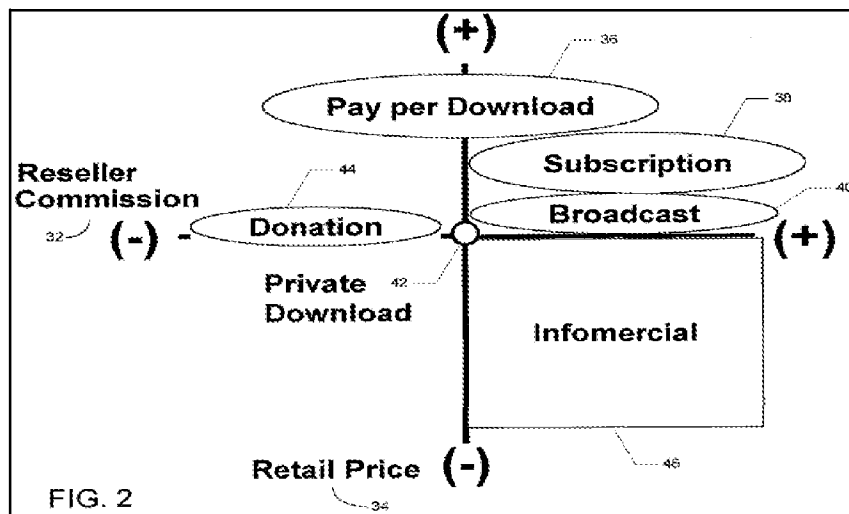 (+)
36
Pay per Download
38
Subscription
Reseller
Commission
44
40
32
(-)
Donation
Broadcast
(+)
Private
Download
42
Infomercial
Retail Price
(-)
34
FIG. 2